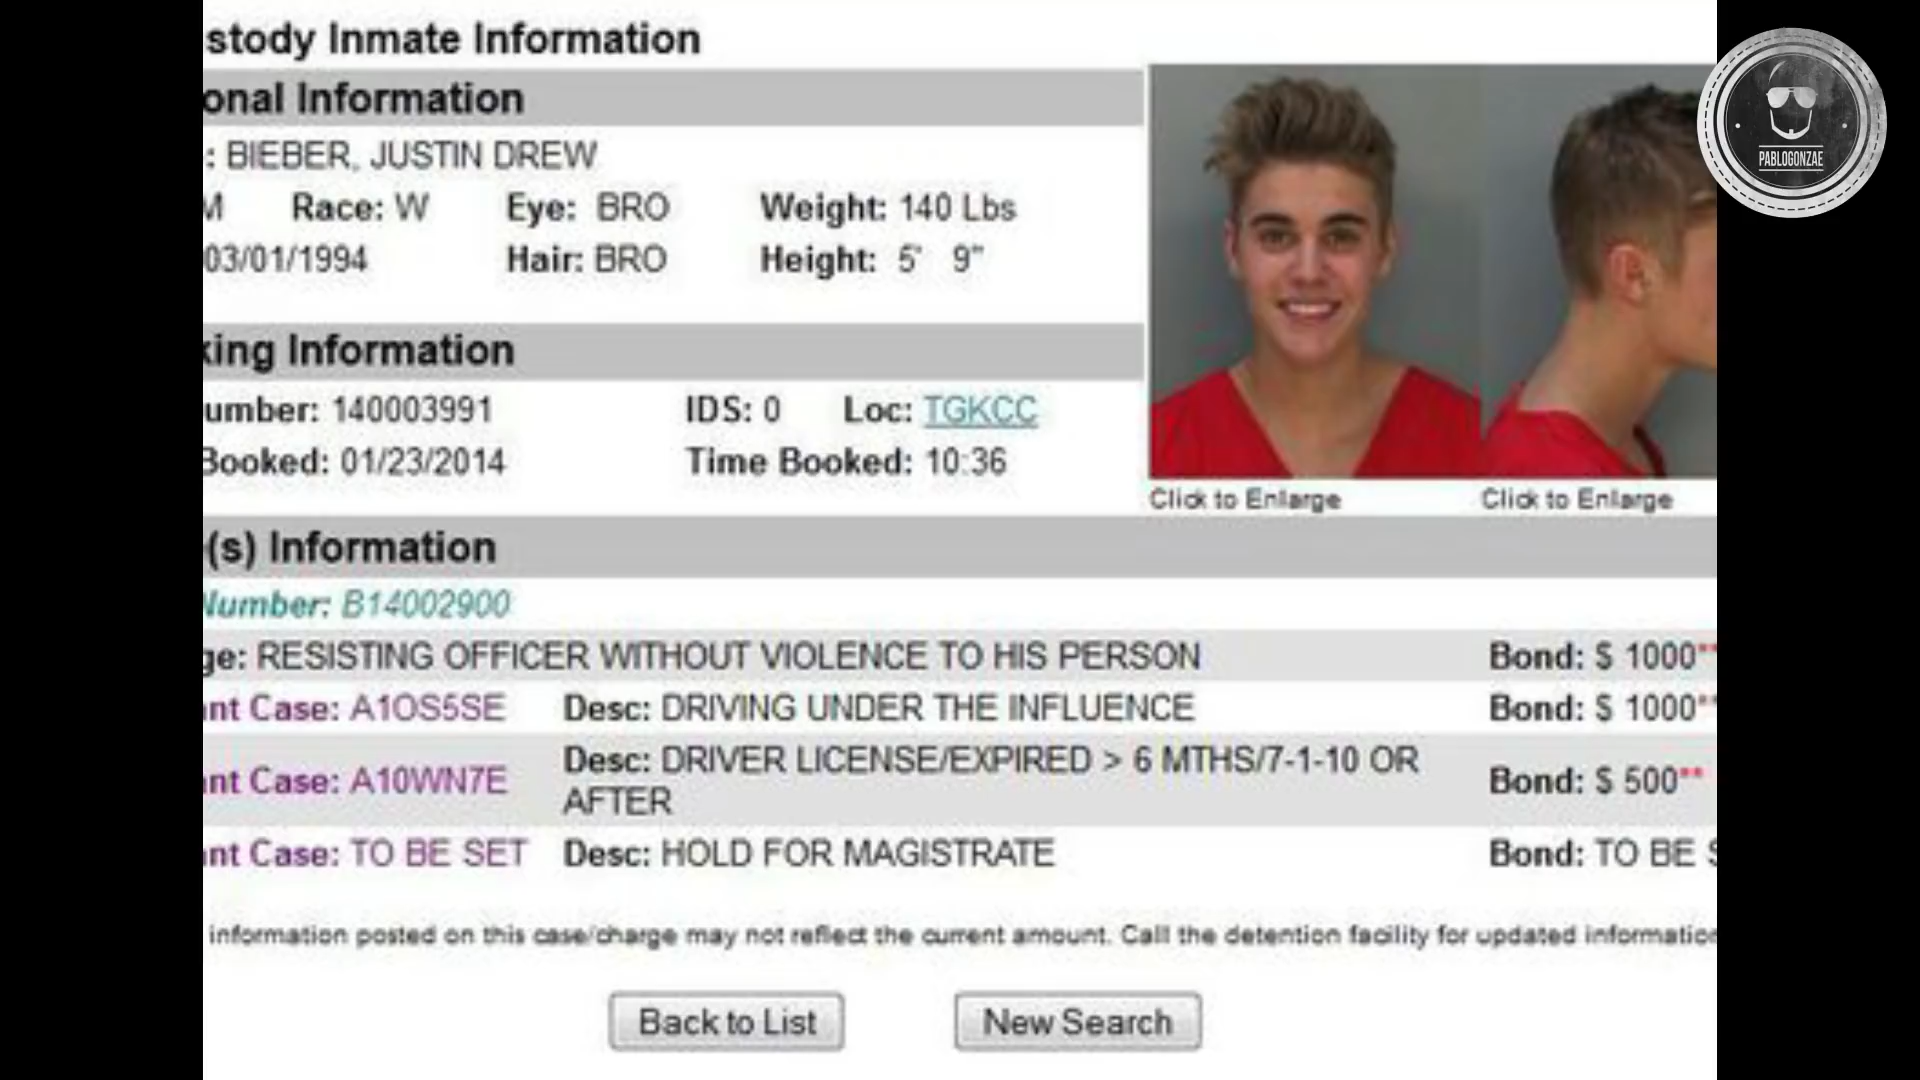 stody Inmate Information
onal Information
: BIEBER, JUSTIN DREW
M Race: W Eye: BRO Weight: 140 Lbs
03/01/1994 Hair: BRO Height: 5' 9"
king Information
umber: 140003991 IDS: 0 Loc: TGKCC
Booked: 01/23/2014 Time Booked: 10:36
Click to Enlarge Click to Enlarge
(s) Information
Number: B14002900
ge: RESISTING OFFICER WITHOUT VIOLENCE TO HIS PERSON Bond: $ 1000**
nt Case: A1OS5SE Desc: DRIVING UNDER THE INFLUENCE Bond: $ 1000**
nt Case: A10WN7E Desc: DRIVER LICENSE/EXPIRED > 6 MTHS/7-1-10 OR
AFTER Bond: $ 500**
nt Case: TO BE SET Desc: HOLD FOR MAGISTRATE Bond: TO BE S
information posted on this case/charge may not reflect the current amount. Call the detention facility for updated informatio
Back to List New Search
PABLOGONZAE